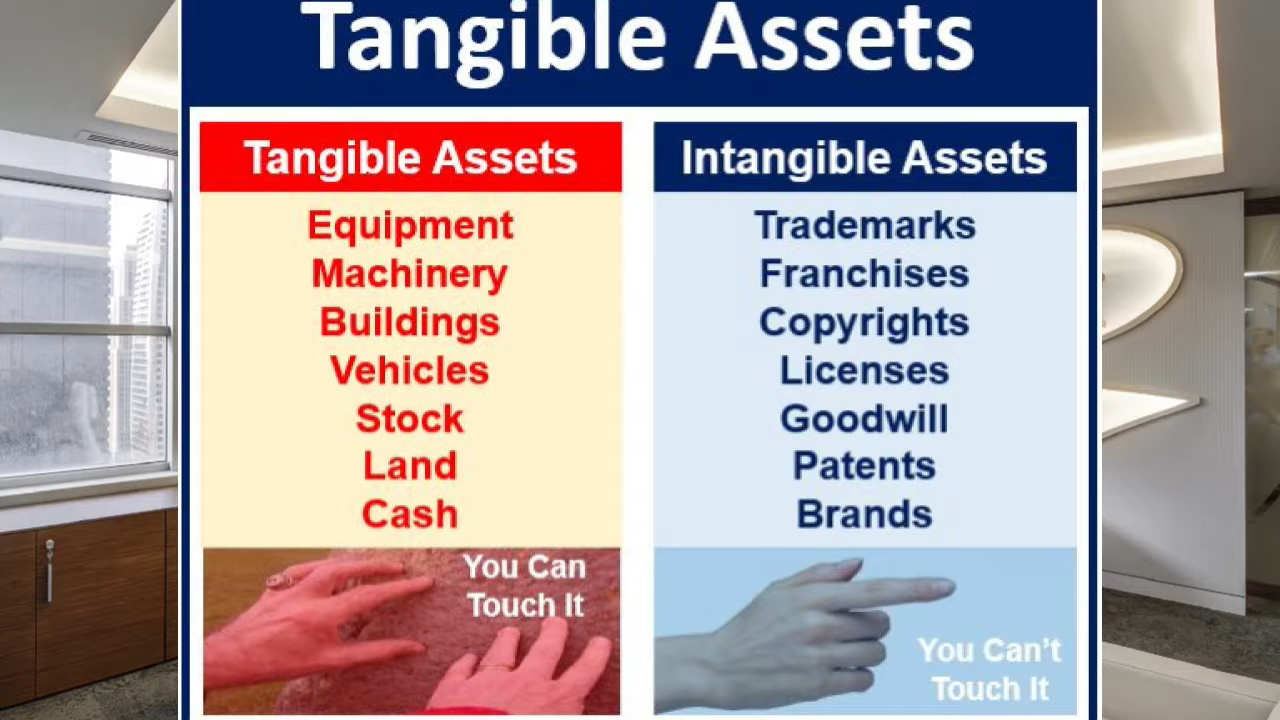 Tangible Assets
Tangible Assets
Equipment
Machinery
Buildings
Vehicles
Stock
Land
Cash
You Can
Touch It
Intangible Assets
Trademarks
Franchises
Copyrights
Licenses
Goodwill
Patents
Brands
You Can't
Touch It